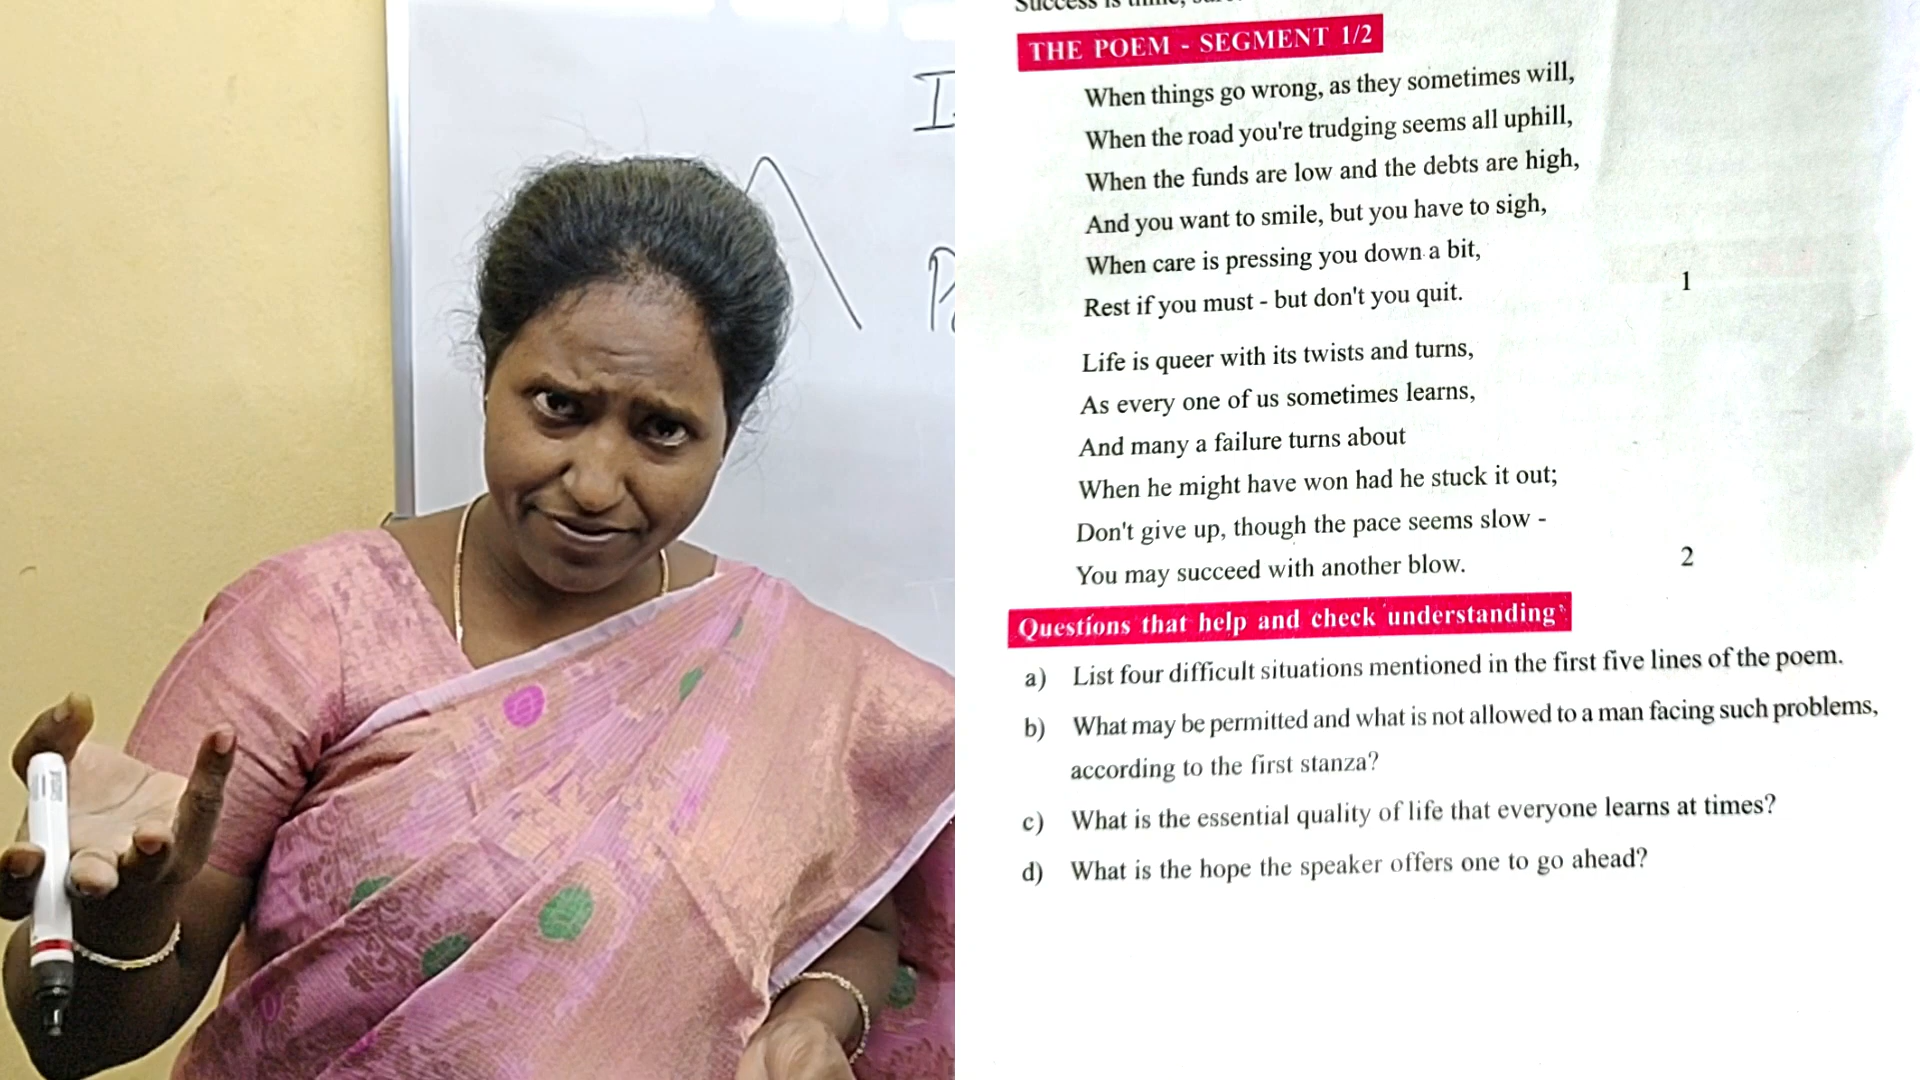 THE POEM - SEGMENT 1/2
When things go wrong, as they sometimes will,
When the road you're trudging seems all uphill,
When the funds are low and the debts are high,
And you want to smile, but you have to sigh,
When care is pressing you down a bit,
Rest if you must - but don't you quit.
1
Life is queer with its twists and turns,
As every one of us sometimes learns,
And many a failure turns about
When he might have won had he stuck it out;
Don't give up, though the pace seems slow -
You may succeed with another blow.
2
Questions that help and check understanding
a) List four difficult situations mentioned in the first five lines of the poem.
b) What may be permitted and what is not allowed to a man facing such problems,
according to the first stanza?
c) What is the essential quality of life that everyone learns at times?
d) What is the hope the speaker offers one to go ahead?